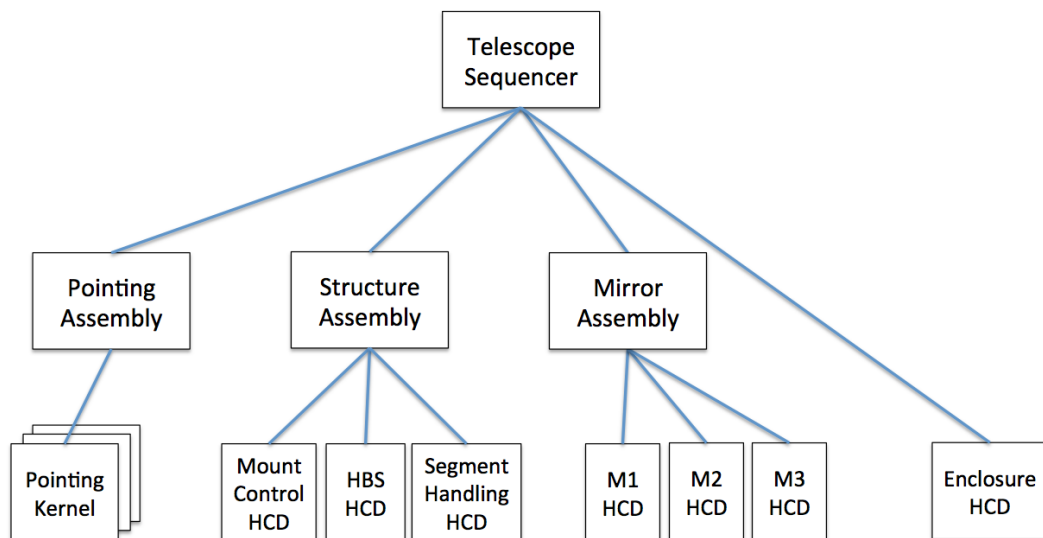 Telescope
Sequencer
Pointing
Assembly
Structure
Assembly
Mirror
Assembly
Pointing
Kernel
Mount
Control
HCD
HBS
HCD
Segment
Handling
HCD
M1
HCD
M2
HCD
M3
HCD
Enclosure
HCD